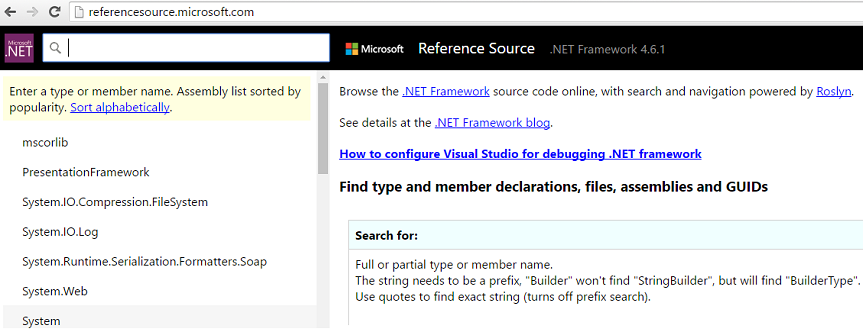 referencesource.microsoft.com
Microsoft
.NET
Microsoft Reference Source .NET Framework 4.6.1
Enter a type or member name. Assembly list sorted by
popularity. Sort alphabetically.
mscorlib
PresentationFramework
System.IO.Compression.FileSystem
System.IO.Log
System.Runtime.Serialization.Formatters.Soap
System.Web
System
Browse the .NET Framework source code online, with search and navigation powered by Roslyn.
See details at the .NET Framework blog.
How to configure Visual Studio for debugging .NET framework
Find type and member declarations, files, assemblies and GUIDs
Search for:
Full or partial type or member name.
The string needs to be a prefix, "Builder" won't find "StringBuilder", but will find "BuilderType".
Use quotes to find exact string (turns off prefix search).